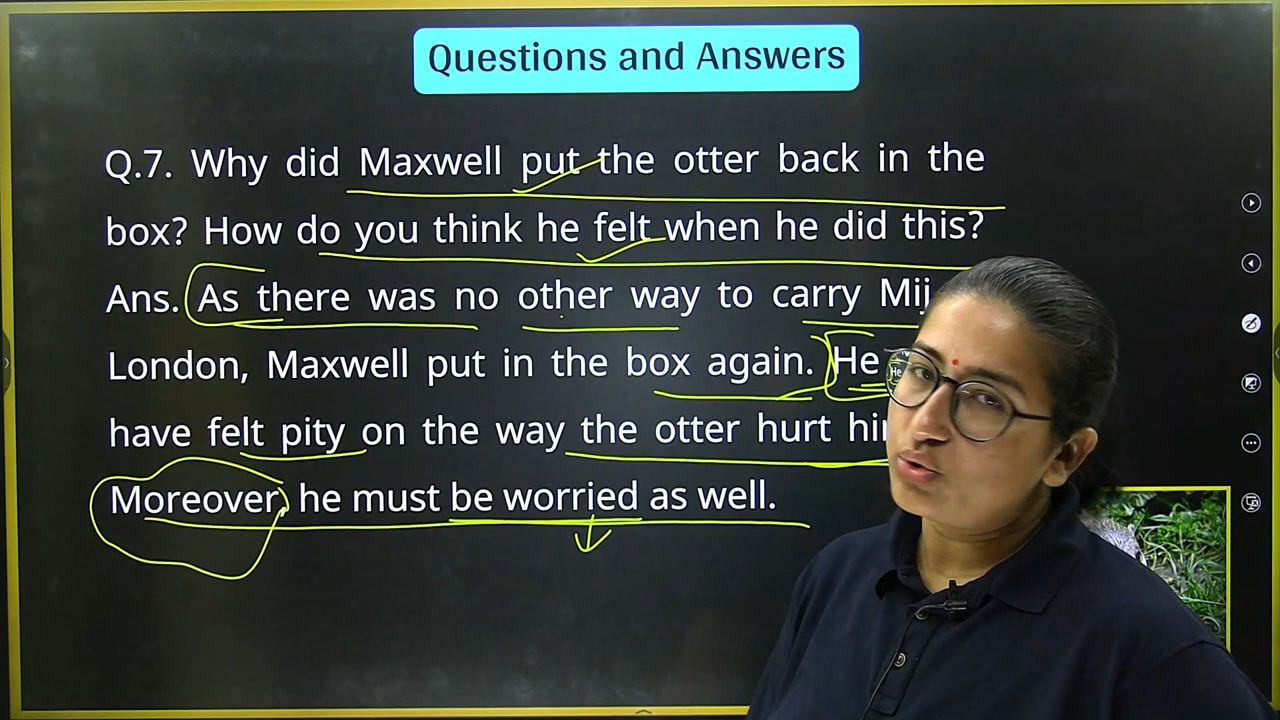 Questions and Answers
Q.7. Why did Maxwell put the otter back in the
box? How do you think he felt when he did this?
Ans. As there was no other way to carry Mij
London, Maxwell put in the box again. He
have felt pity on the way the otter hurt
Moreover, he must be worried as well.